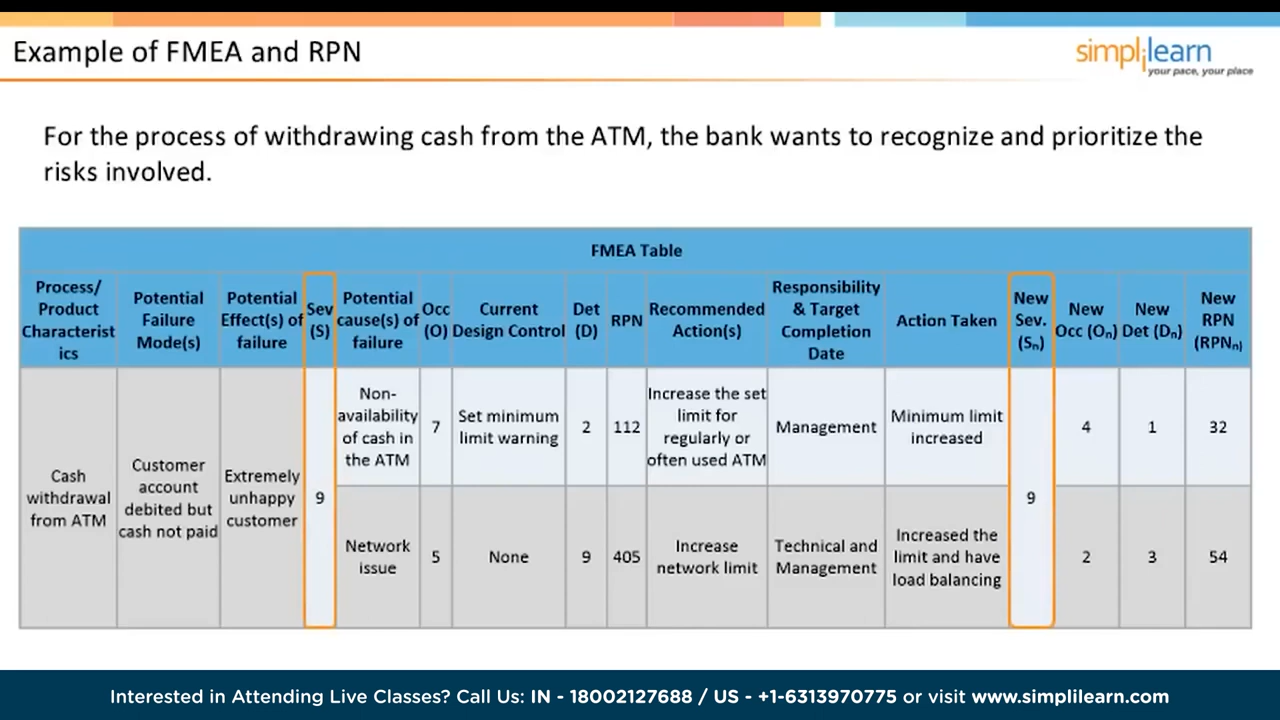 Example of FMEA and RPN
simplilearn
your pace, your place
For the process of withdrawing cash from the ATM, the bank wants to recognize and prioritize the
risks involved.
FMEA Table
Process/
Product
Characterist
ics
Potential
Failure
Mode(s)
Potential
Effect(s) of
failure
Sev
(S)
Potential
cause(s) of
failure
Occ
(O)
Current
Design Control
Det
(D)
RPN
Recommended
Action(s)
Responsibility
& Target
Completion
Date
Action Taken
New
Sev.
(Sₙ)
New
Occ (Oₙ)
New
Det (Dₙ)
New
RPN
(RPNₙ)
Cash
withdrawal
from ATM
Customer
account
debited but
cash not paid
Extremely
unhappy
customer
9
Non-
availability
of cash in
the ATM
7
Set minimum
limit warning
2
112
Increase the set
limit for
regularly or
often used ATM
Management
Minimum limit
increased
9
4
1
32
Network
issue
5
None
9
405
Increase
network limit
Technical and
Management
Increased the
limit and have
load balancing
2
3
54
Interested in Attending Live Classes? Call Us: IN - 18002127688 / US - +1-6313970775 or visit www.simplilearn.com